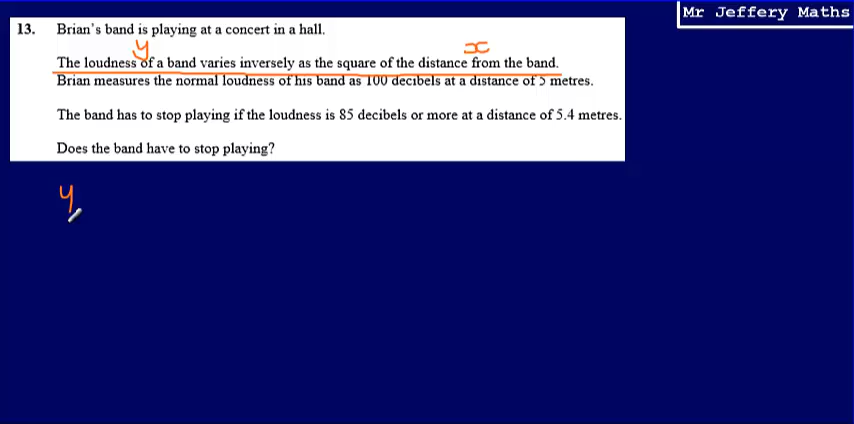 Mr Jeffery Maths
13. Brian's band is playing at a concert in a hall.
y x
The loudness of a band varies inversely as the square of the distance from the band.
Brian measures the normal loudness of his band as 100 decibels at a distance of 5 metres.
The band has to stop playing if the loudness is 85 decibels or more at a distance of 5.4 metres.
Does the band have to stop playing?
y